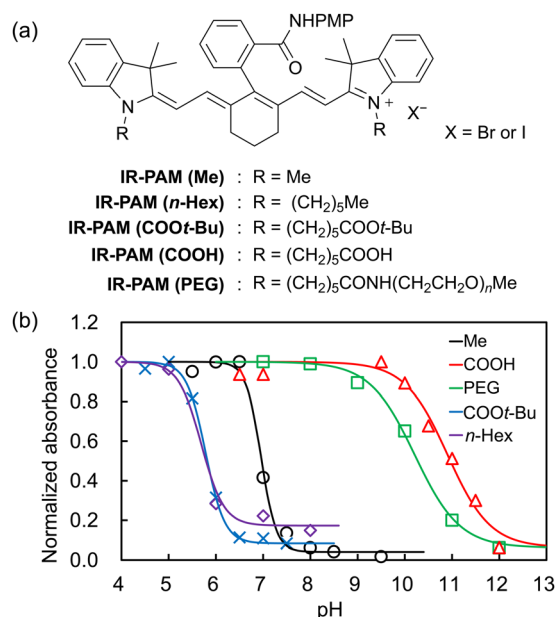 (a)
NHPMP
O
N
R
N⁺
R
X⁻
X = Br or I
IR-PAM (Me) : R = Me
IR-PAM (n-Hex) : R = (CH₂)₅Me
IR-PAM (COOt-Bu) : R = (CH₂)₅COOt-Bu
IR-PAM (COOH) : R = (CH₂)₅COOH
IR-PAM (PEG) : R = (CH₂)₅CONH(CH₂CH₂O)ₙMe
(b)
Normalized absorbance
1.2
1.0
0.8
0.6
0.4
0.2
0.0
Me
COOH
PEG
COOt-Bu
n-Hex
4 5 6 7 8 9 10 11 12 13
pH